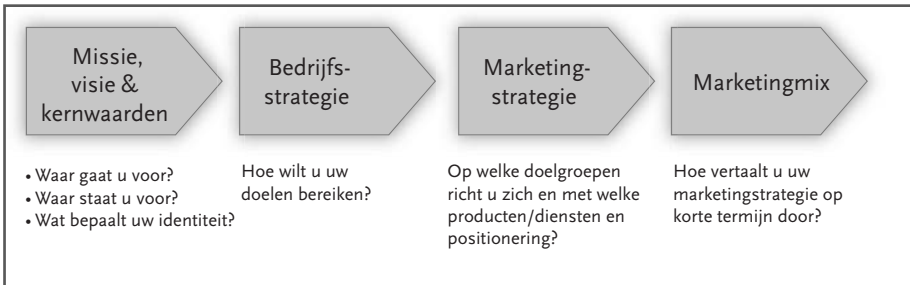 Missie,
visie &
kernwaarden
• Waar gaat u voor?
• Waar staat u voor?
• Wat bepaalt uw identiteit?
Bedrijfs-
strategie
Hoe wilt u uw
doelen bereiken?
Marketing-
strategie
Op welke doelgroepen
richt u zich en met welke
producten/diensten en
positionering?
Marketingmix
Hoe vertaalt u uw
marketingstrategie op
korte termijn door?